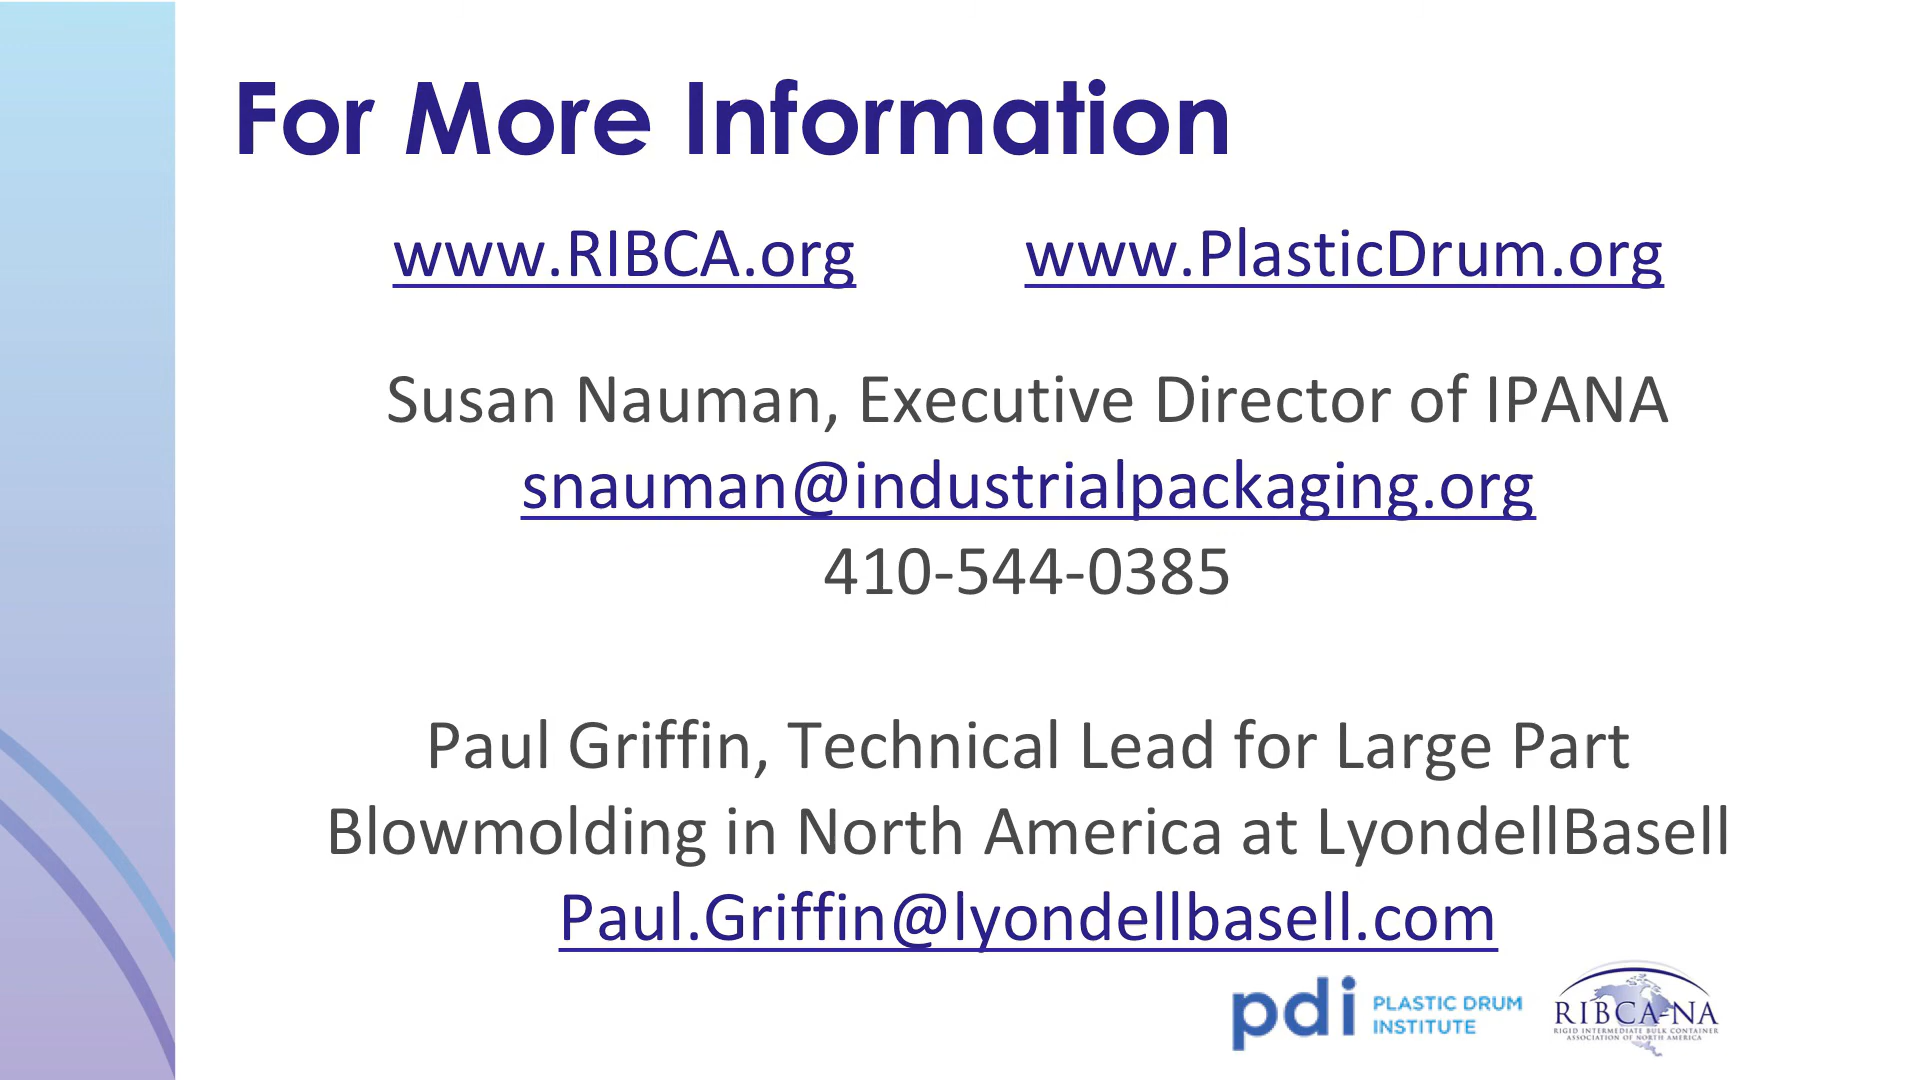 For More Information
www.RIBCA.org www.PlasticDrum.org
Susan Nauman, Executive Director of IPANA
snauman@industrialpackaging.org
410-544-0385
Paul Griffin, Technical Lead for Large Part
Blowmolding in North America at LyondellBasell
Paul.Griffin@lyondellbasell.com
pdi PLASTIC DRUM
INSTITUTE
RIBCA-NA
RIGID INTERMEDIATE BULK CONTAINER
ASSOCIATION OF NORTH AMERICA